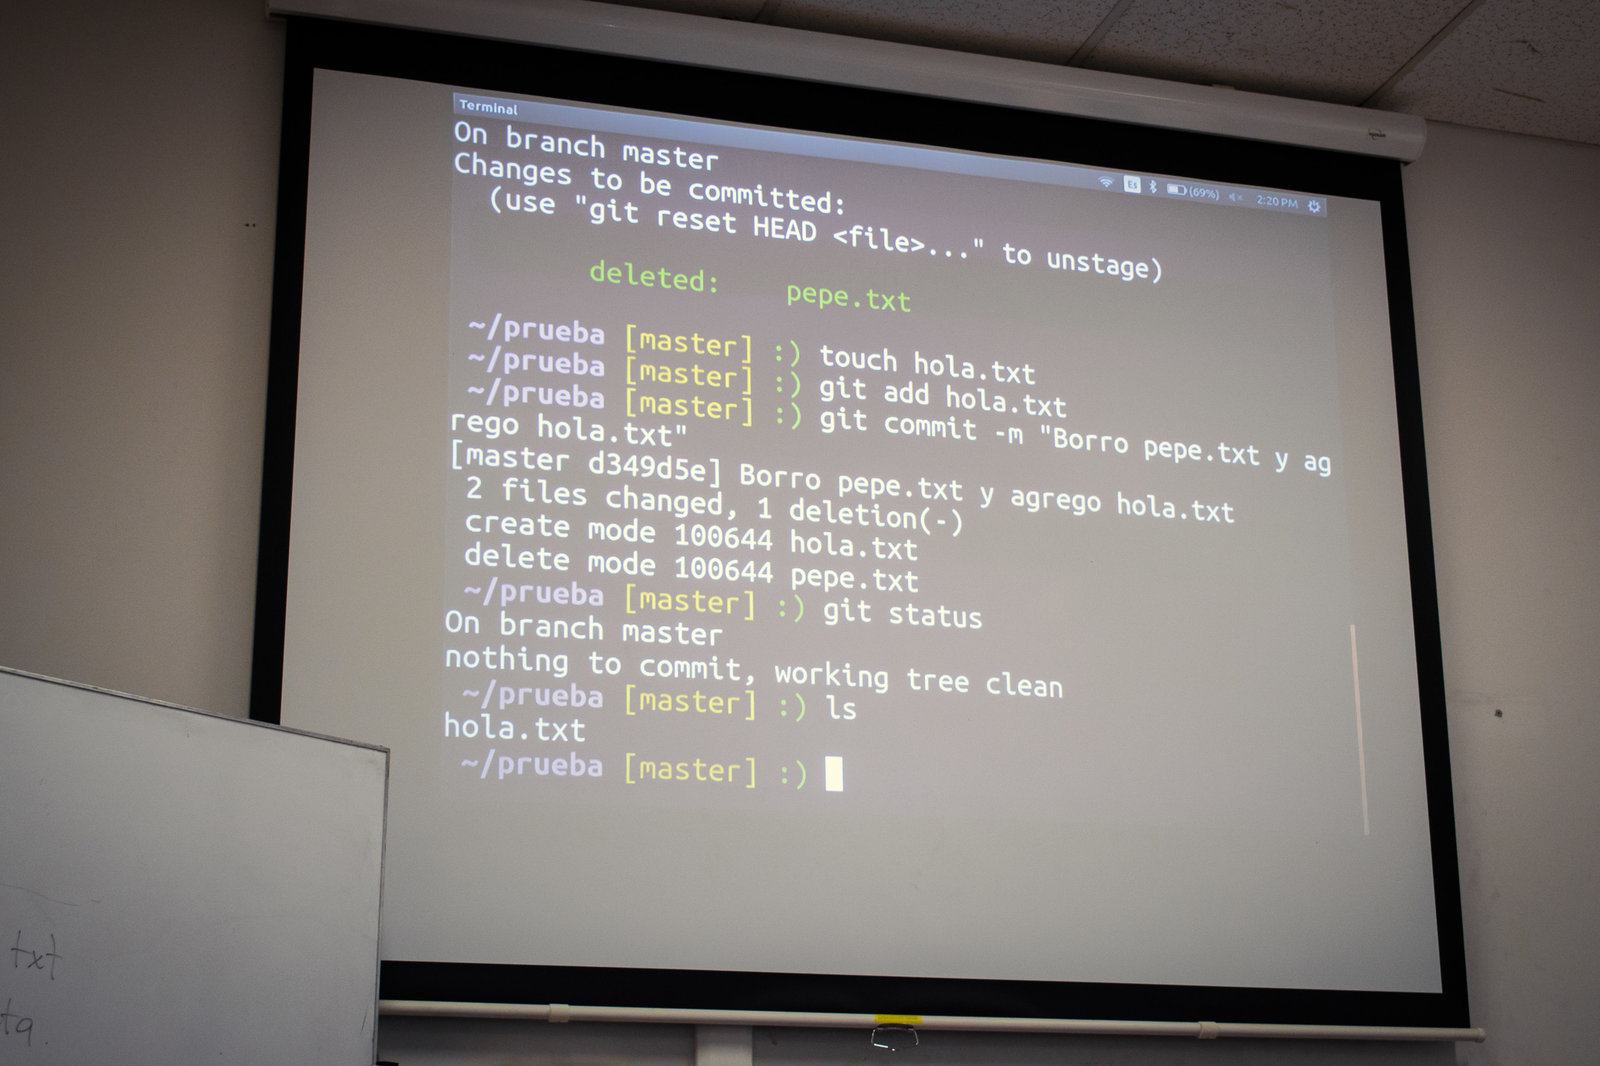 Terminal
Es (69%) 2:20 PM
On branch master
Changes to be committed:
(use "git reset HEAD <file>..." to unstage)
deleted: pepe.txt
~/prueba [master] :) touch hola.txt
~/prueba [master] :) git add hola.txt
~/prueba [master] :) git commit -m "Borro pepe.txt y ag
rego hola.txt"
[master d349d5e] Borro pepe.txt y agrego hola.txt
2 files changed, 1 deletion(-)
create mode 100644 hola.txt
delete mode 100644 pepe.txt
~/prueba [master] :) git status
On branch master
nothing to commit, working tree clean
~/prueba [master] :) ls
hola.txt
~/prueba [master] :)
txt